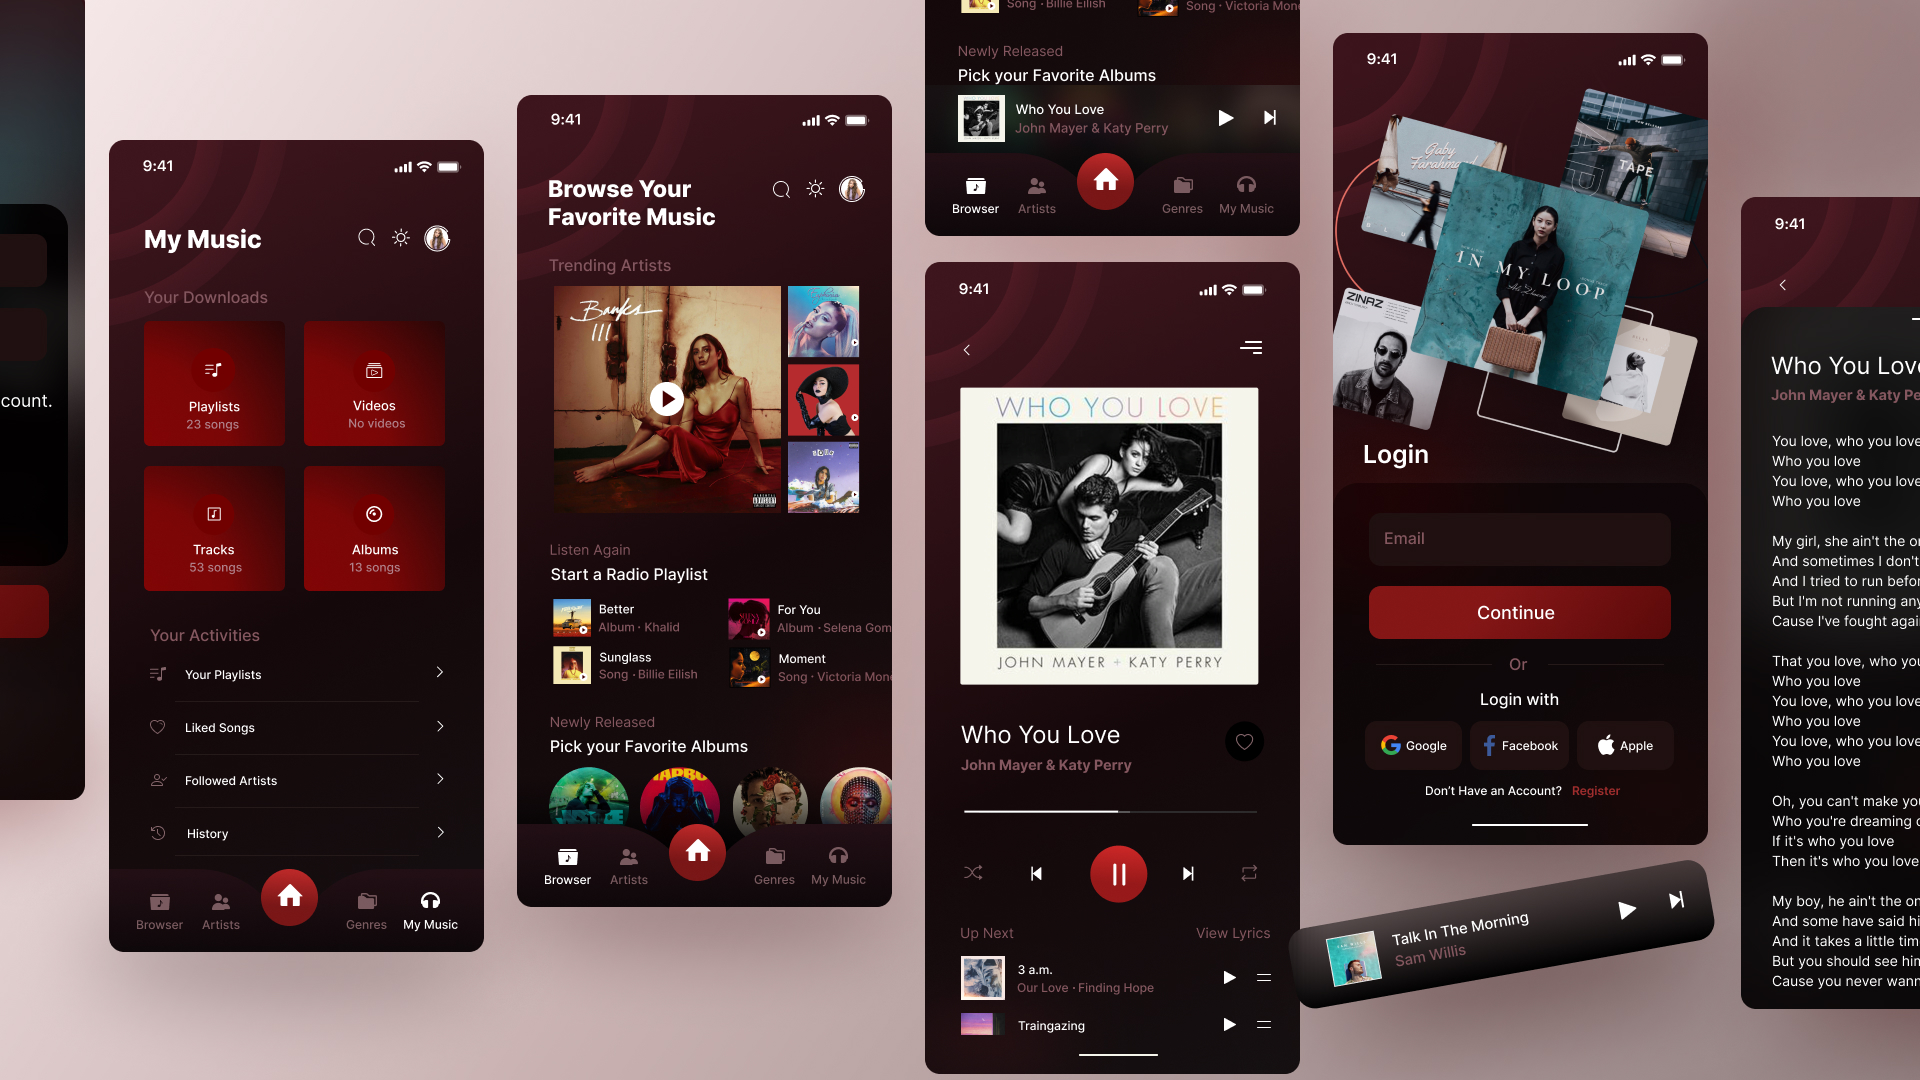 count.
9:41
My Music
Your Downloads
Playlists
23 songs
Videos
No videos
Tracks
53 songs
Albums
13 songs
Your Activities
Your Playlists
Liked Songs
Followed Artists
History
Browser
Artists
Genres
My Music
9:41
Browse Your
Favorite Music
Trending Artists
Banks
III
Listen Again
Start a Radio Playlist
Better
Album · Khalid
For You
Album · Selena Gom
Sunglass
Song · Billie Eilish
Moment
Song · Victoria Mon
Newly Released
Pick your Favorite Albums
Browser
Artists
Genres
My Music
Song · Billie Eilish
Song · Victoria Mon
Newly Released
Pick your Favorite Albums
Who You Love
John Mayer & Katy Perry
Browser
Artists
Genres
My Music
9:41
WHO YOU LOVE
JOHN MAYER + KATY PERRY
Who You Love
John Mayer & Katy Perry
Up Next
View Lyrics
3 a.m.
Our Love · Finding Hope
Traingazing
9:41
Gaby
TAPE
IN MY LOOP
ZINAZ
Login
Email
Continue
Or
Login with
Google
Facebook
Apple
Don't Have an Account? Register
Talk In The Morning
Sam Willis
9:41
Who You Love
John Mayer & Katy Pe
You love, who you love
Who you love
You love, who you love
Who you love
My girl, she ain't the o
And sometimes I don't
And I tried to run befor
But I'm not running any
Cause I've fought agai
That you love, who you
Who you love
You love, who you love
Who you love
You love, who you love
Who you love
Oh, you can't make you
Who you're dreaming o
If it's who you love
Then it's who you love
My boy, he ain't the on
And some have said hi
And it takes a little tim
But you should see him
Cause you never wann